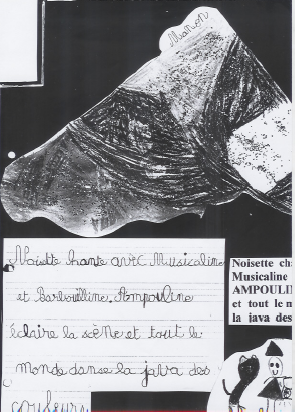 Manon
Noisette chante avec Musicaline
et Barbouilline. Ampouline
éclaire la scène et tout le
monde danse la java des
couleurs
Noisette ch
Musicaline
AMPOULI
et tout le m
la java des